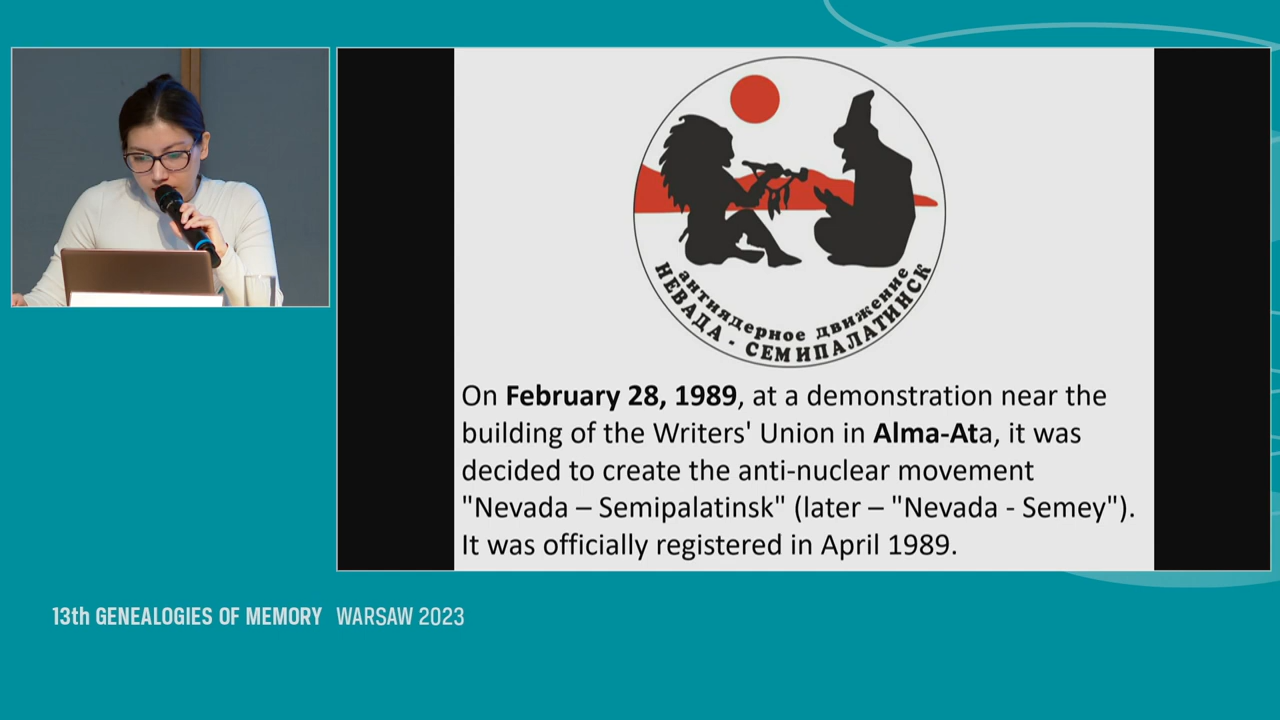 антиядерное движение
НЕВАДА - СЕМИПАЛАТИНСК
On February 28, 1989, at a demonstration near the
building of the Writers' Union in Alma-Ata, it was
decided to create the anti-nuclear movement
"Nevada – Semipalatinsk" (later – "Nevada - Semey").
It was officially registered in April 1989.
13th GENEALOGIES OF MEMORY WARSAW 2023